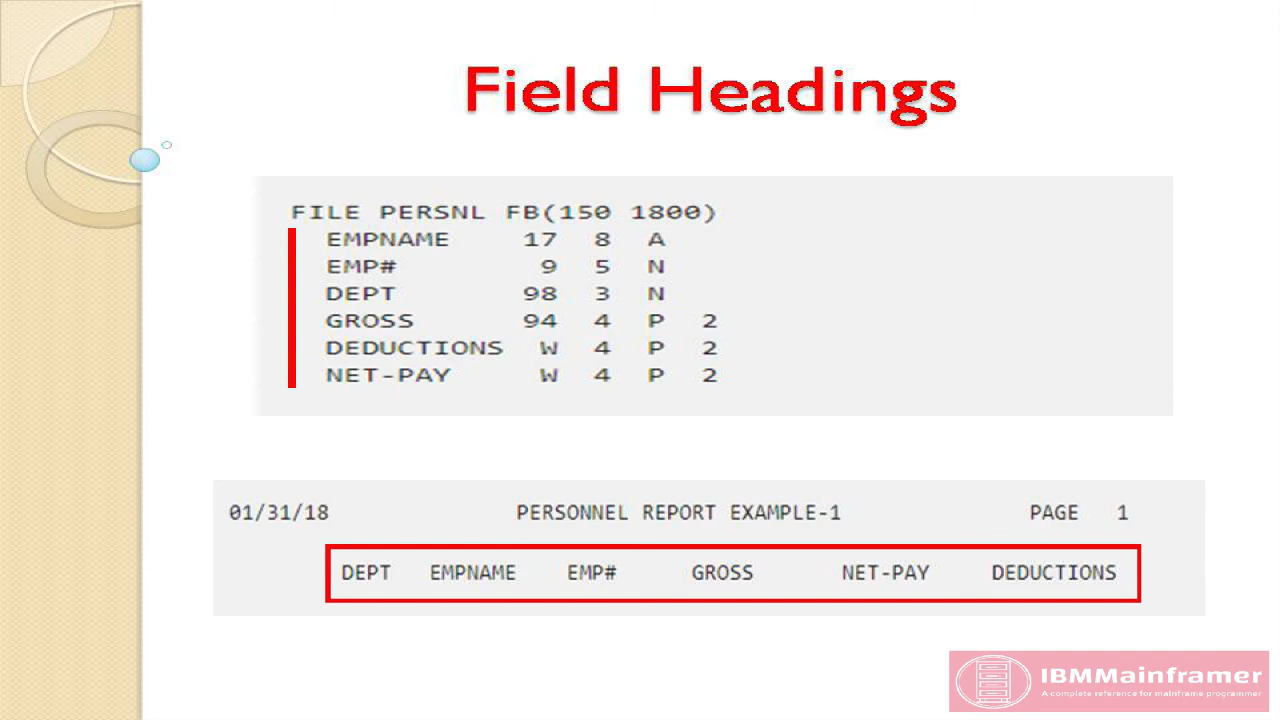 Field Headings
FILE PERSNL FB(150 1800)
EMPNAME 17 8 A
EMP# 9 5 N
DEPT 98 3 N
GROSS 94 4 P 2
DEDUCTIONS W 4 P 2
NET-PAY W 4 P 2
01/31/18 PERSONNEL REPORT EXAMPLE-1 PAGE 1
DEPT EMPNAME EMP# GROSS NET-PAY DEDUCTIONS
IBMMainframer
A complete reference for mainframe programmer